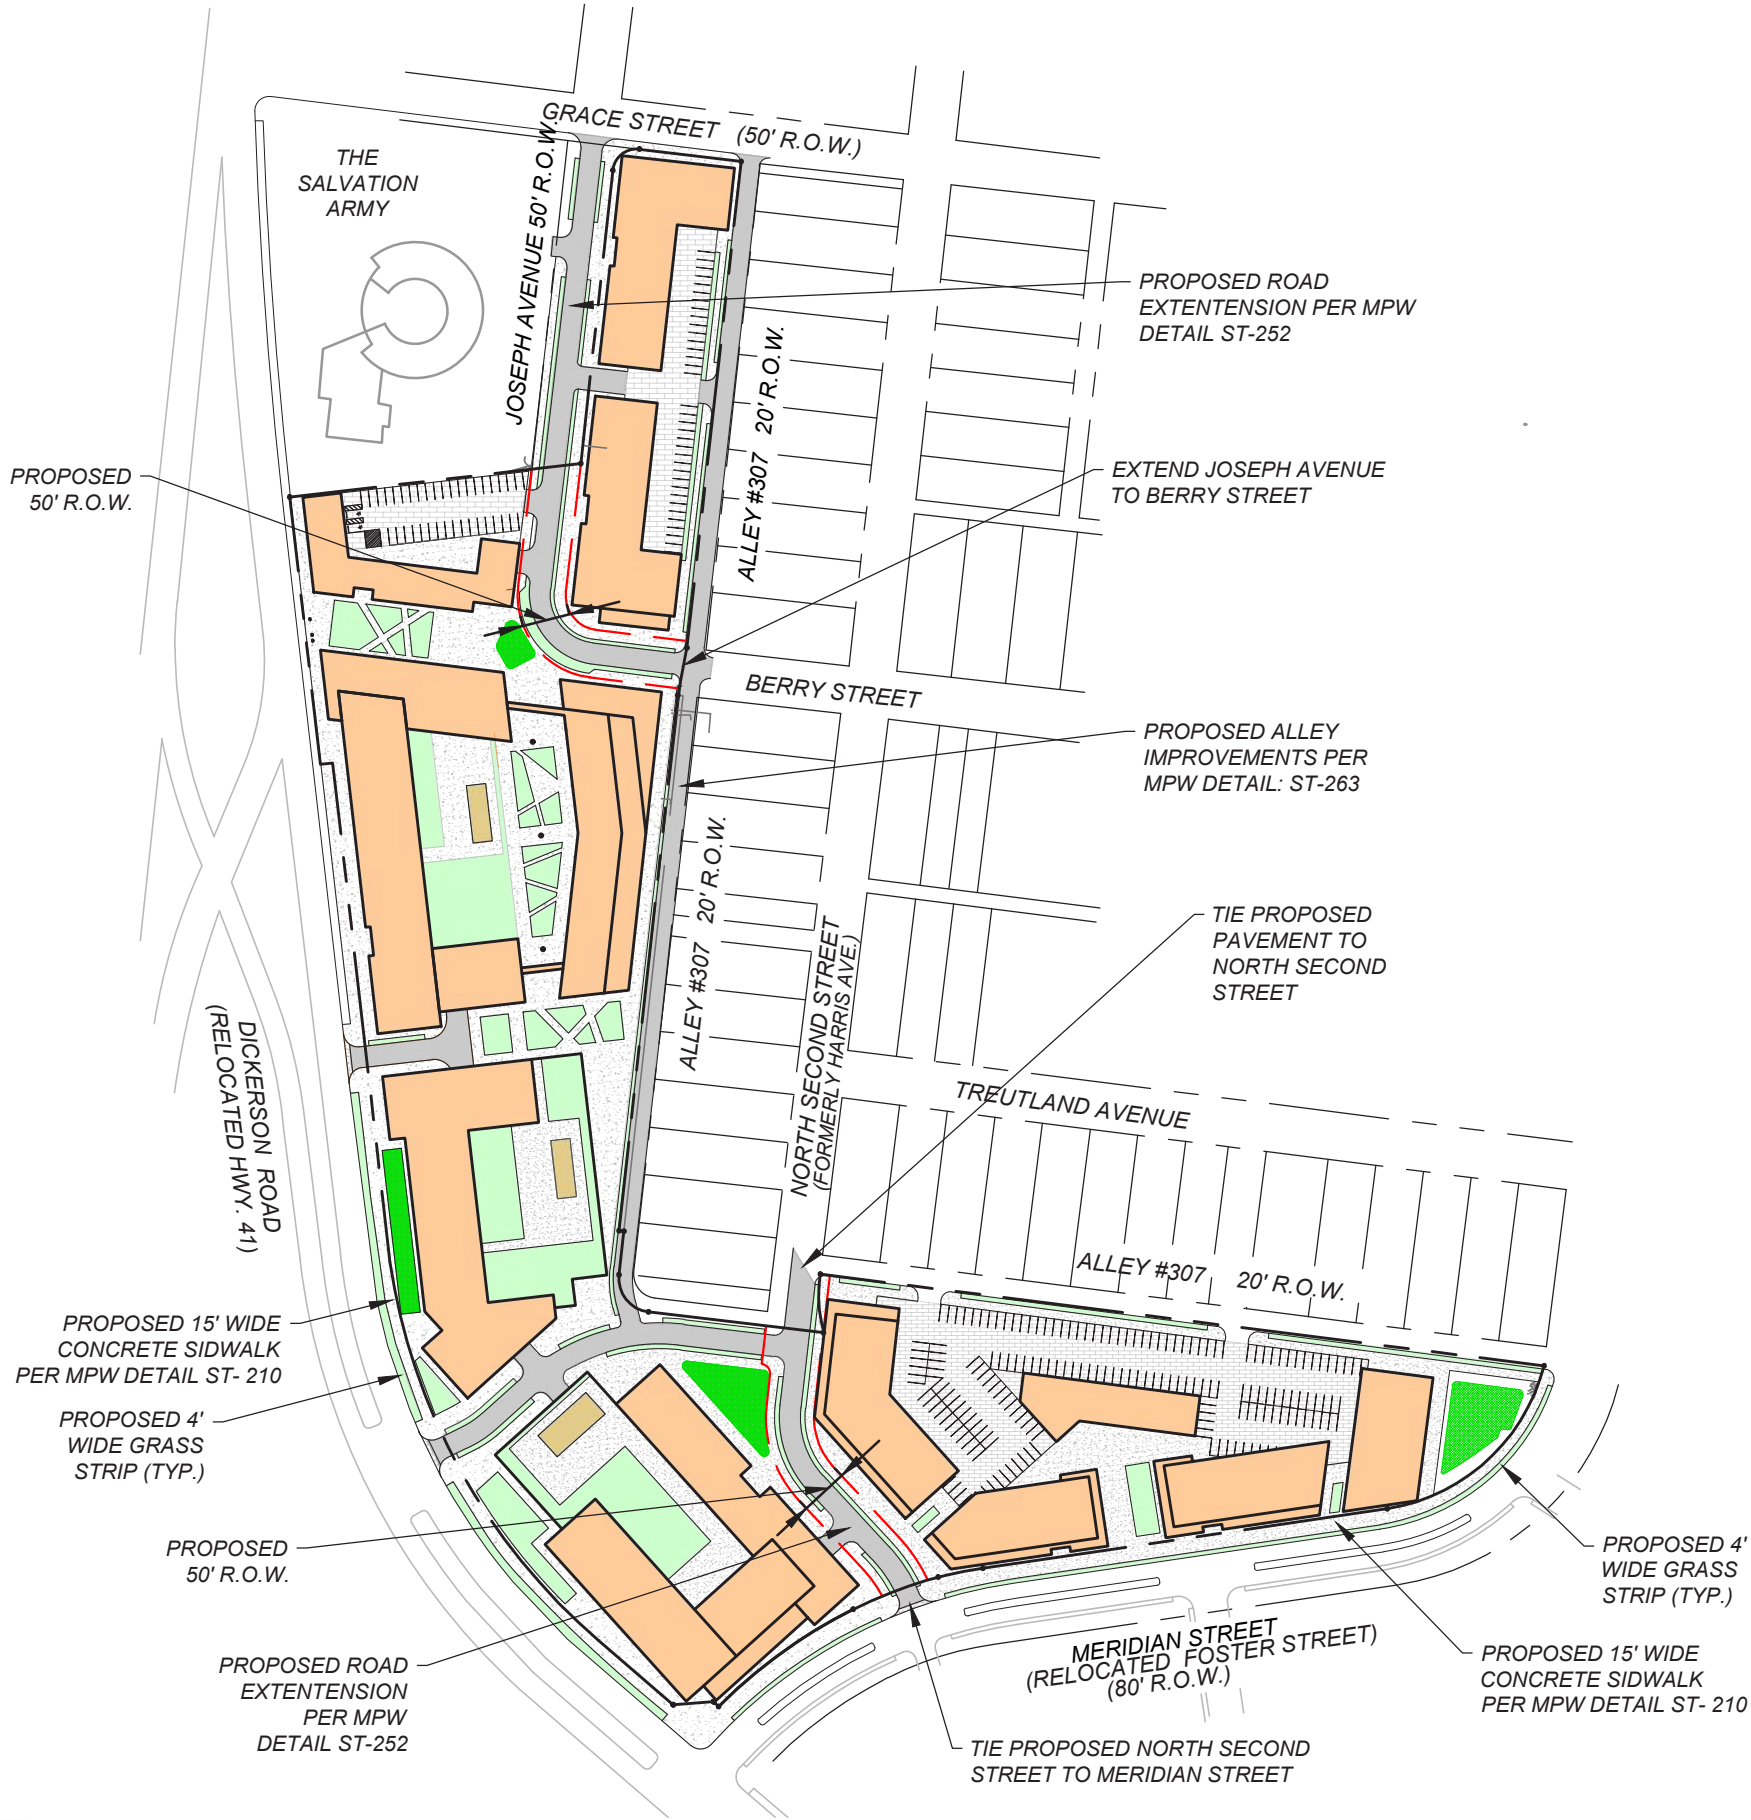 GRACE STREET (50' R.O.W.)
THE
SALVATION
ARMY
JOSEPH AVENUE 50' R.O.W.
PROPOSED ROAD
EXTENTENSION PER MPW
DETAIL ST-252
ALLEY #307 20' R.O.W.
PROPOSED
50' R.O.W.
EXTEND JOSEPH AVENUE
TO BERRY STREET
BERRY STREET
PROPOSED ALLEY
IMPROVEMENTS PER
MPW DETAIL: ST-263
ALLEY #307 20' R.O.W.
NORTH SECOND STREET
(FORMERLY HARRIS AVE.)
TIE PROPOSED
PAVEMENT TO
NORTH SECOND
STREET
DICKERSON ROAD
(RELOCATED HWY. 41)
TREUTLAND AVENUE
ALLEY #307 20' R.O.W.
PROPOSED 15' WIDE
CONCRETE SIDWALK
PER MPW DETAIL ST- 210
PROPOSED 4'
WIDE GRASS
STRIP (TYP.)
PROPOSED
50' R.O.W.
PROPOSED ROAD
EXTENTENSION
PER MPW
DETAIL ST-252
MERIDIAN STREET
(RELOCATED FOSTER STREET)
(80' R.O.W.)
PROPOSED 4'
WIDE GRASS
STRIP (TYP.)
PROPOSED 15' WIDE
CONCRETE SIDWALK
PER MPW DETAIL ST- 210
TIE PROPOSED NORTH SECOND
STREET TO MERIDIAN STREET